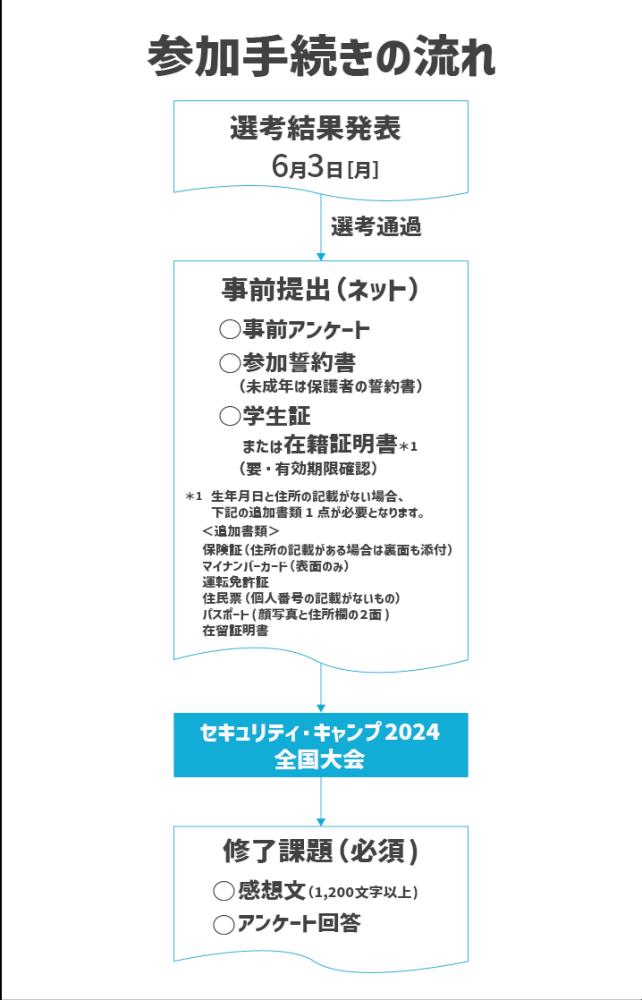 参加手続きの流れ
選考結果発表
6月3日[月]
選考通過
事前提出(ネット)
○事前アンケート
○参加誓約書
(未成年は保護者の誓約書)
○学生証
または在籍証明書*1
(要・有効期限確認)
*1 生年月日と住所の記載がない場合、
下記の追加書類1点が必要となります。
<追加書類>
保険証(住所の記載がある場合は裏面も添付)
マイナンバーカード(表面のみ)
運転免許証
住民票(個人番号の記載がないもの)
パスポート(顔写真と住所欄の2面)
在留証明書
セキュリティ・キャンプ2024
全国大会
修了課題(必須)
○感想文(1,200文字以上)
○アンケート回答